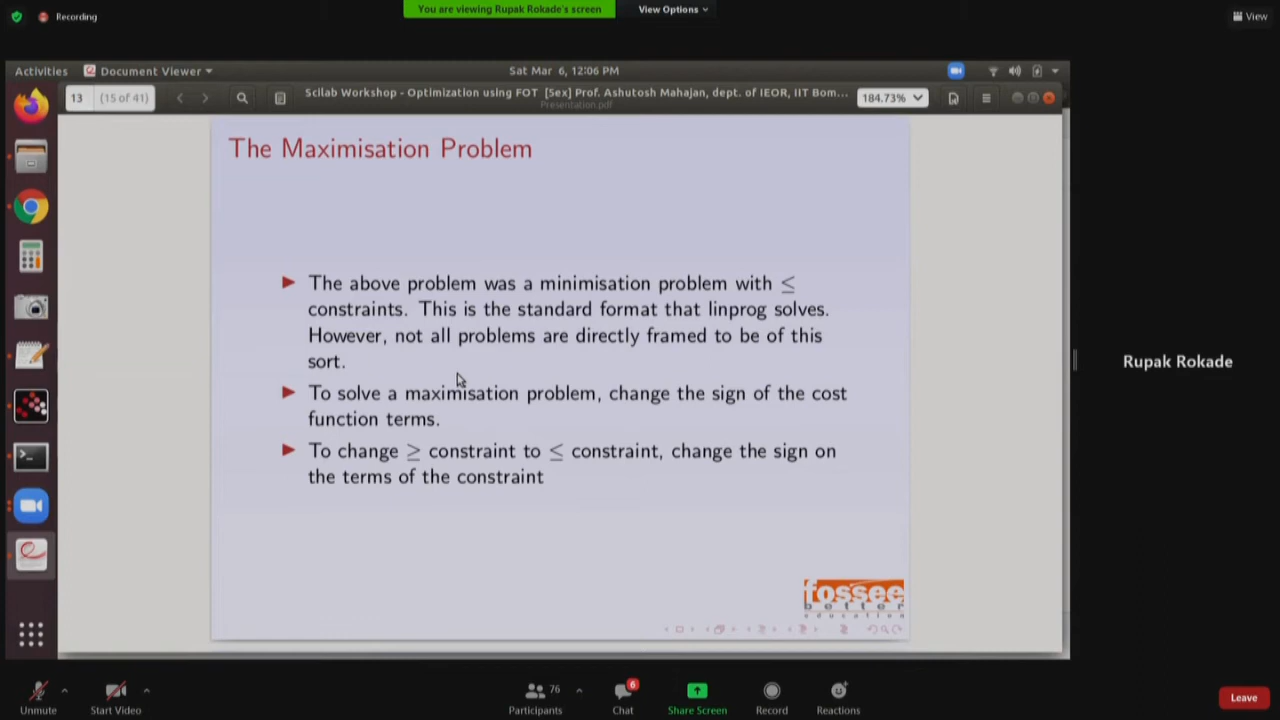 Recording
You are viewing Rupak Rokade's screen
View Options
View
Activities
Document Viewer
Sat Mar 6, 12:06 PM
13
(15 of 41)
Scilab Workshop - Optimization using FOT [Sex] Prof. Ashutosh Mahajan, dept. of IEOR, IIT Bom...
Presentation.pdf
184.73%
The Maximisation Problem
The above problem was a minimisation problem with ≤
constraints. This is the standard format that linprog solves.
However, not all problems are directly framed to be of this
sort.
To solve a maximisation problem, change the sign of the cost
function terms.
To change ≥ constraint to ≤ constraint, change the sign on
the terms of the constraint
fossee
better
education
Rupak Rokade
Unmute
Start Video
76
Participants
6
Chat
Share Screen
Record
Reactions
Leave